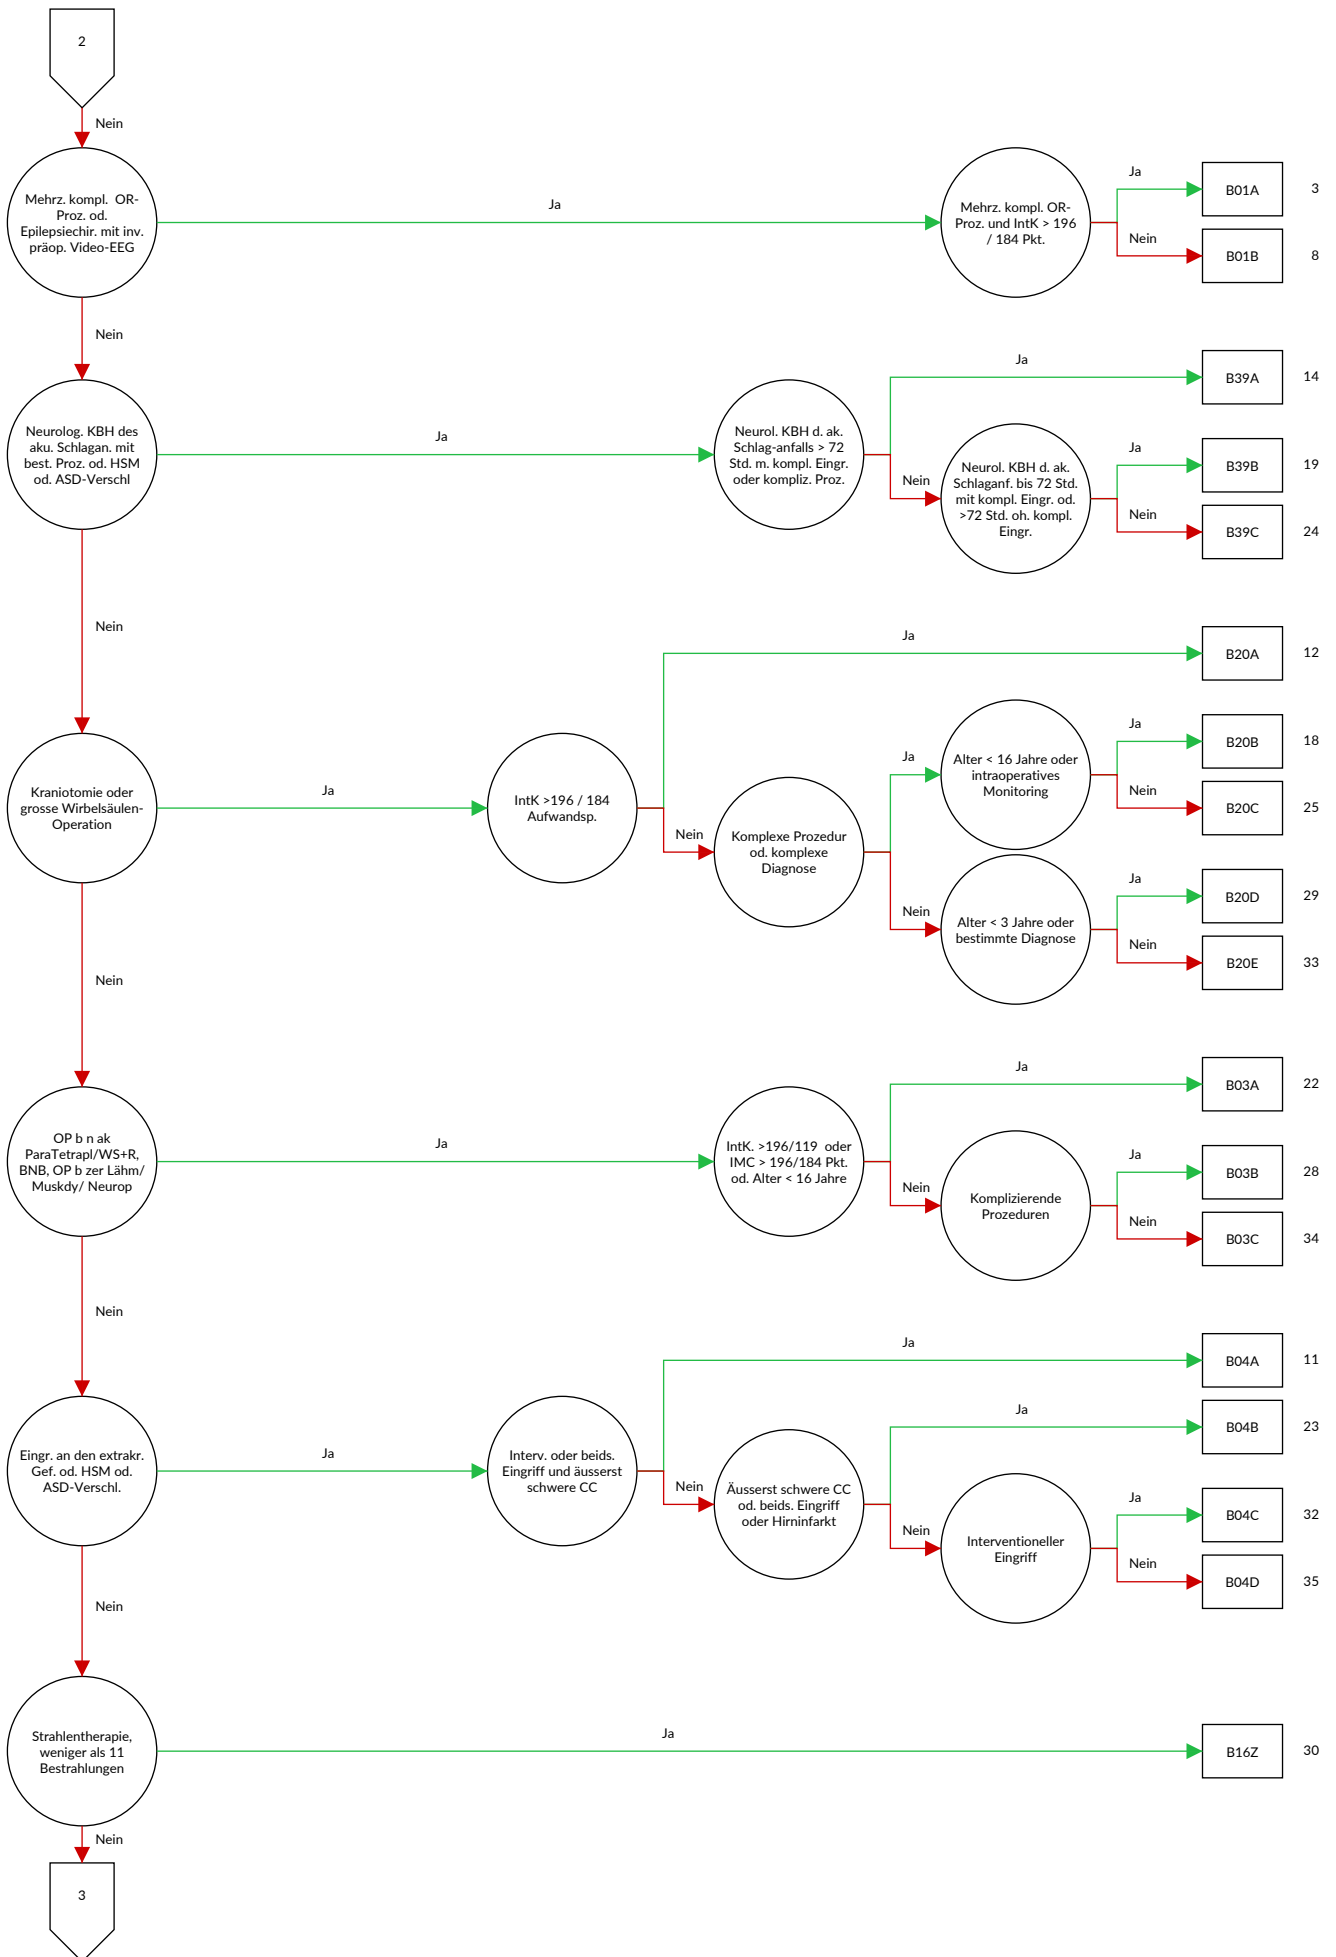 2
Nein
Mehrz. kompl. OR-
Proz. od.
Epilepsiechir. mit inv.
präop. Video-EEG
Ja
Mehrz. kompl. OR-
Proz. und IntK > 196
/ 184 Pkt.
Ja
B01A
3
Nein
B01B
8
Nein
Neurolog. KBH des
aku. Schlagan. mit
best. Proz. od. HSM
od. ASD-Verschl
Ja
Neurol. KBH d. ak.
Schlag-anfalls > 72
Std. m. kompl. Eingr.
oder kompliz. Proz.
Ja
B39A
14
Nein
Neurol. KBH d. ak.
Schlaganf. bis 72 Std.
mit kompl. Eingr. od.
>72 Std. oh. kompl.
Eingr.
Ja
B39B
19
Nein
B39C
24
Nein
Kraniotomie oder
grosse Wirbelsäulen-
Operation
Ja
IntK >196 / 184
Aufwandsp.
Ja
B20A
12
Nein
Komplexe Prozedur
od. komplexe
Diagnose
Ja
Alter < 16 Jahre oder
intraoperatives
Monitoring
Ja
B20B
18
Nein
B20C
25
Nein
Alter < 3 Jahre oder
bestimmte Diagnose
Ja
B20D
29
Nein
B20E
33
Nein
OP b n ak
ParaTetrapl/WS+R,
BNB, OP b zer Lähm/
Muskdy/ Neurop
Ja
IntK. >196/119 oder
IMC > 196/184 Pkt.
od. Alter < 16 Jahre
Ja
B03A
22
Nein
Komplizierende
Prozeduren
Ja
B03B
28
Nein
B03C
34
Nein
Eingr. an den extrakr.
Gef. od. HSM od.
ASD-Verschl.
Ja
Interv. oder beids.
Eingriff und äusserst
schwere CC
Ja
B04A
11
Nein
Äusserst schwere CC
od. beids. Eingriff
oder Hirninfarkt
Ja
B04B
23
Nein
Interventioneller
Eingriff
Ja
B04C
32
Nein
B04D
35
Nein
Strahlentherapie,
weniger als 11
Bestrahlungen
Ja
B16Z
30
Nein
3